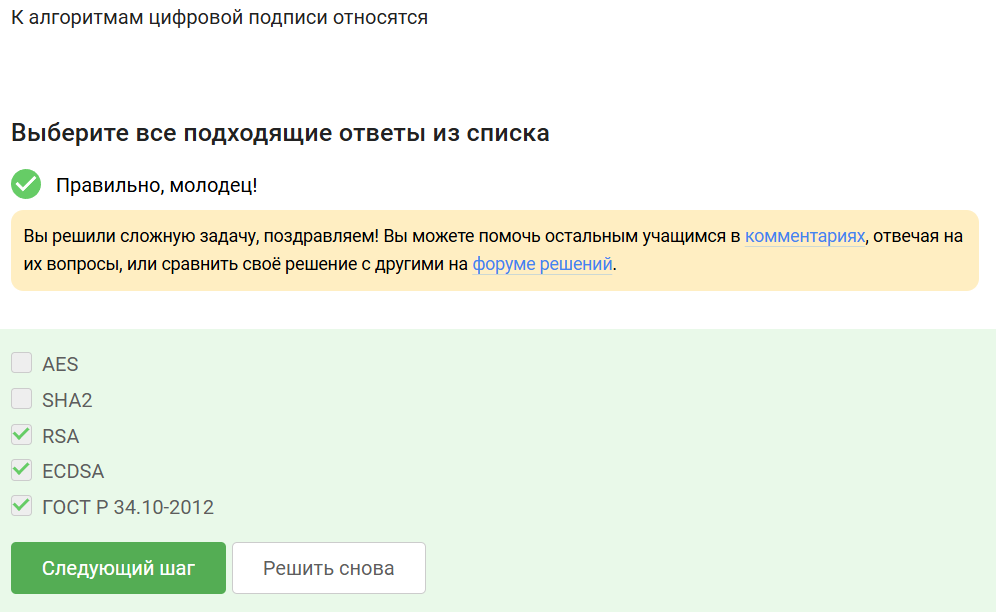 К алгоритмам цифровой подписи относятся
Выберите все подходящие ответы из списка
Правильно, молодец!
Вы решили сложную задачу, поздравляем! Вы можете помочь остальным учащимся в комментариях, отвечая на
их вопросы, или сравнить своё решение с другими на форуме решений.
AES
SHA2
RSA
ECDSA
ГОСТ Р 34.10-2012
Следующий шаг
Решить снова